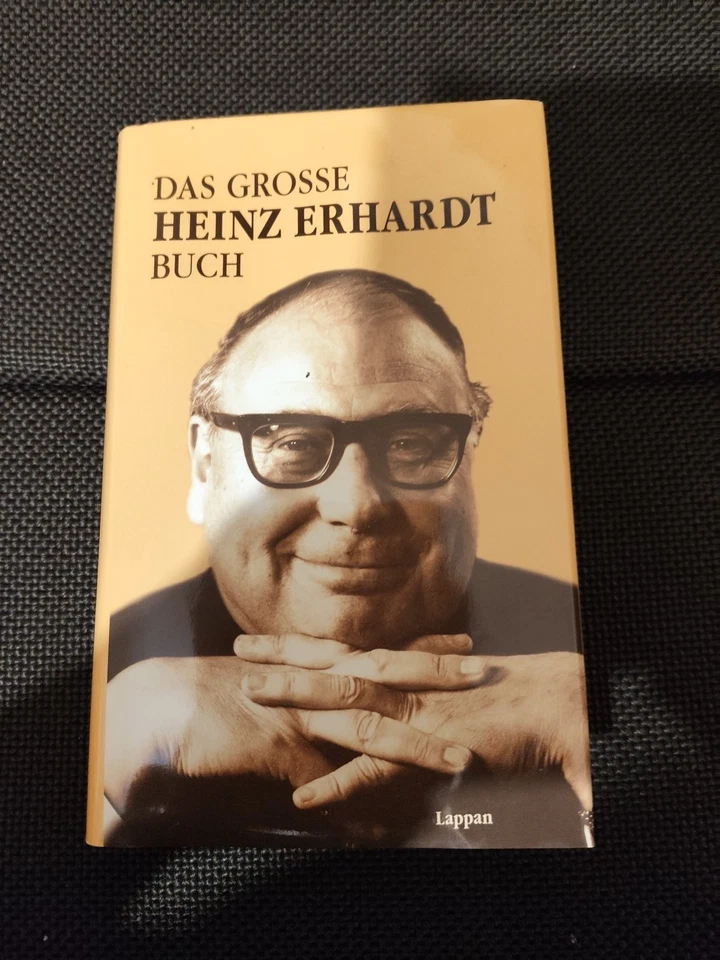 DAS GROSSE
HEINZ ERHARDT
BUCH
Lappan